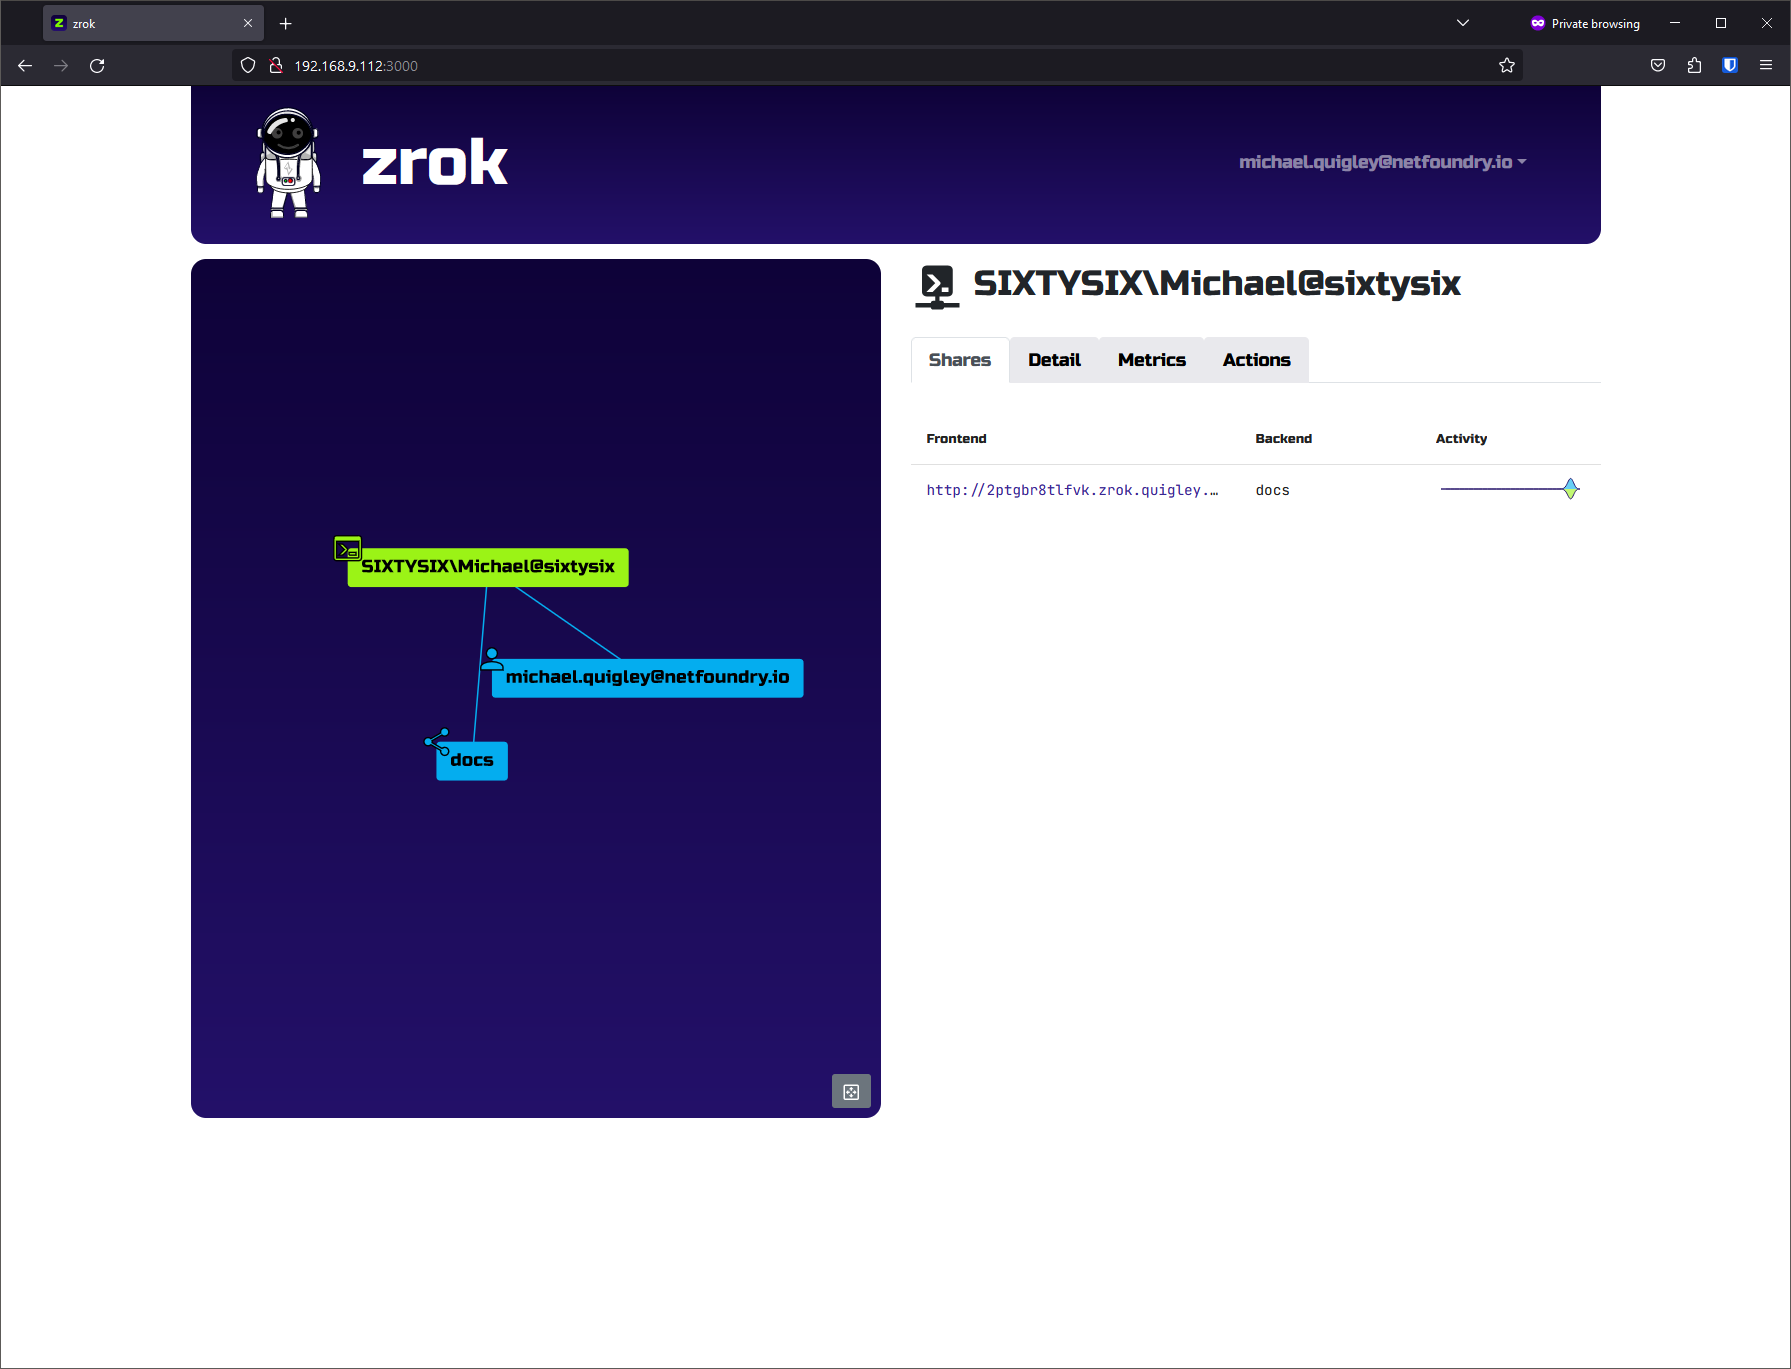 zrok
Private browsing
192.168.9.112:3000
zrok
michael.quigley@netfoundry.io
SIXTYSIX\Michael@sixtysix
Shares Detail Metrics Actions
Frontend Backend Activity
http://2ptgbr8tlfvk.zrok.quigley.… docs
SIXTYSIX\Michael@sixtysix
michael.quigley@netfoundry.io
docs